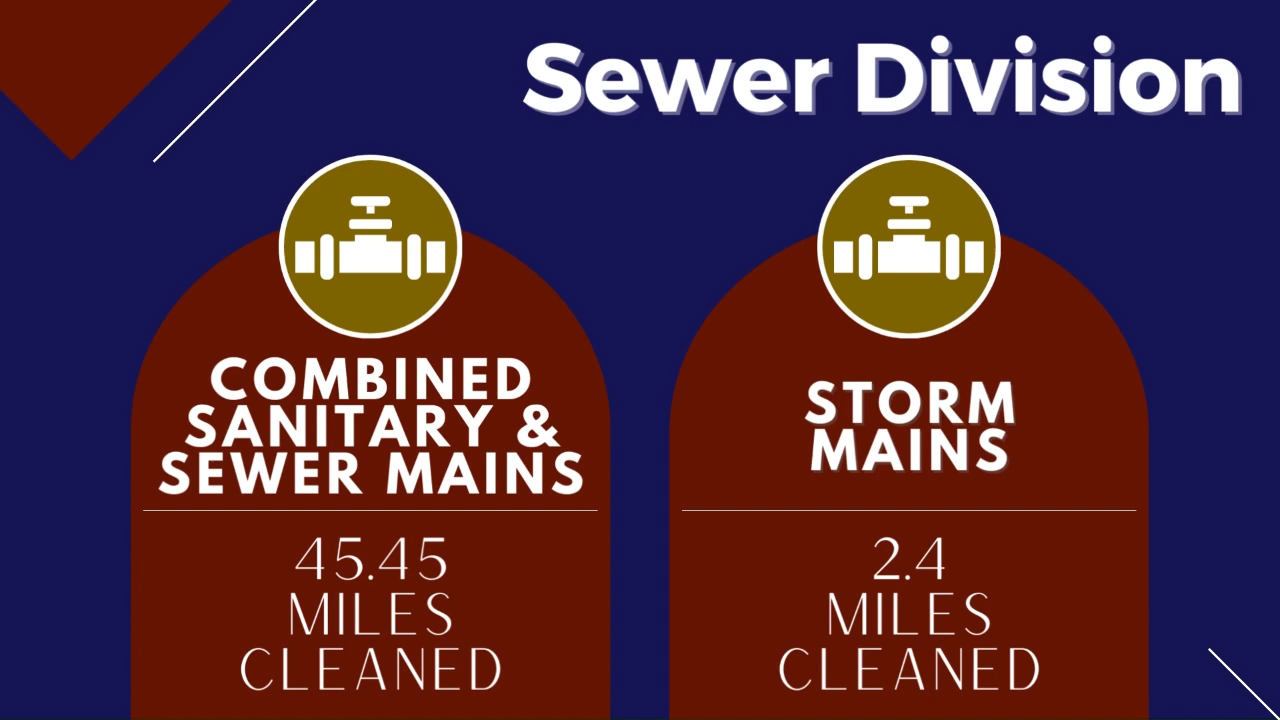 Sewer Division
COMBINED
SANITARY &
SEWER MAINS
45.45
MILES
CLEANED
STORM
MAINS
2.4
MILES
CLEANED